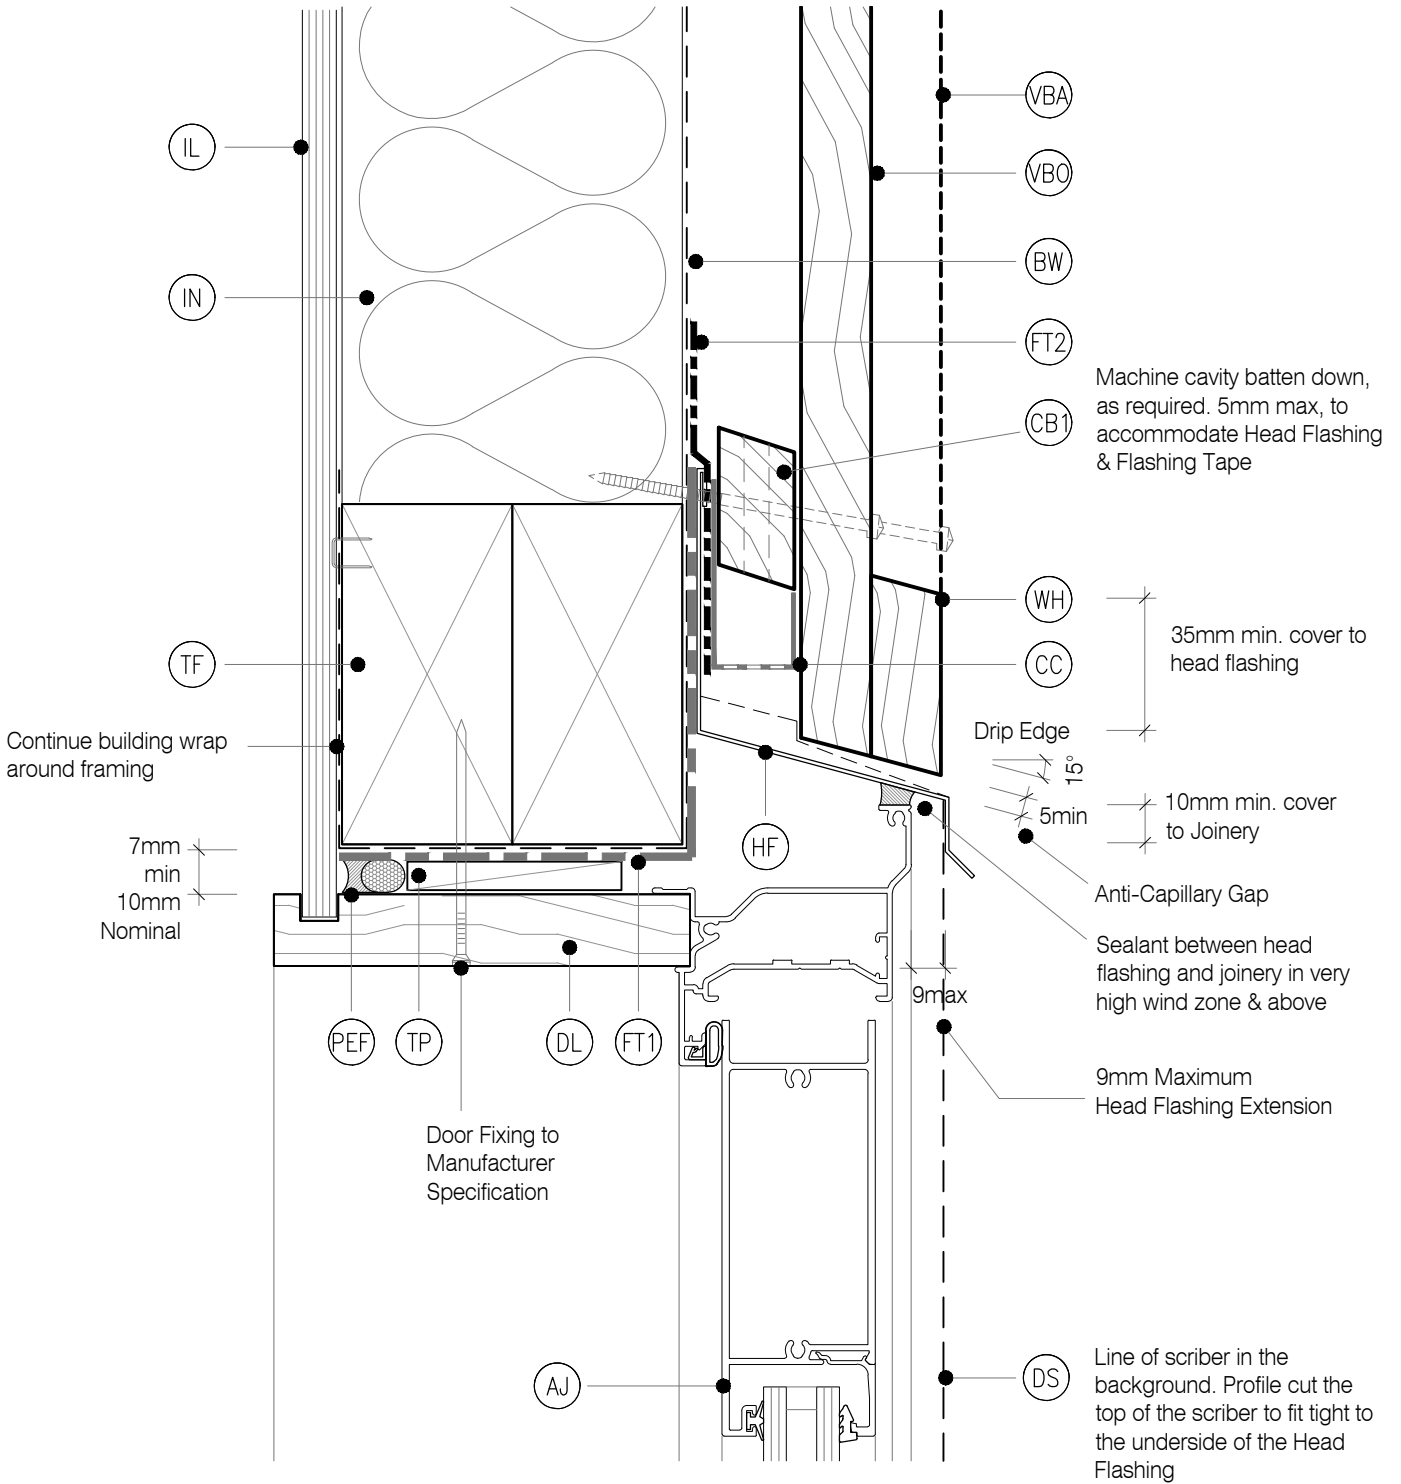 VBA
IL
VBO
BW
IN
FT2
Machine cavity batten down,
as required. 5mm max, to
accommodate Head Flashing
& Flashing Tape
CB1
WH
35mm min. cover to
head flashing
TF
CC
Continue building wrap
around framing
Drip Edge
15°
10mm min. cover
to Joinery
5min
HF
7mm
min
10mm
Nominal
TP
Anti-Capillary Gap
Sealant between head
flashing and joinery in very
high wind zone & above
9max
PEF
TP
DL
FT1
9mm Maximum
Head Flashing Extension
Door Fixing to
Manufacturer
Specification
AJ
DS
Line of scriber in the
background. Profile cut the
top of the scriber to fit tight to
the underside of the Head
Flashing